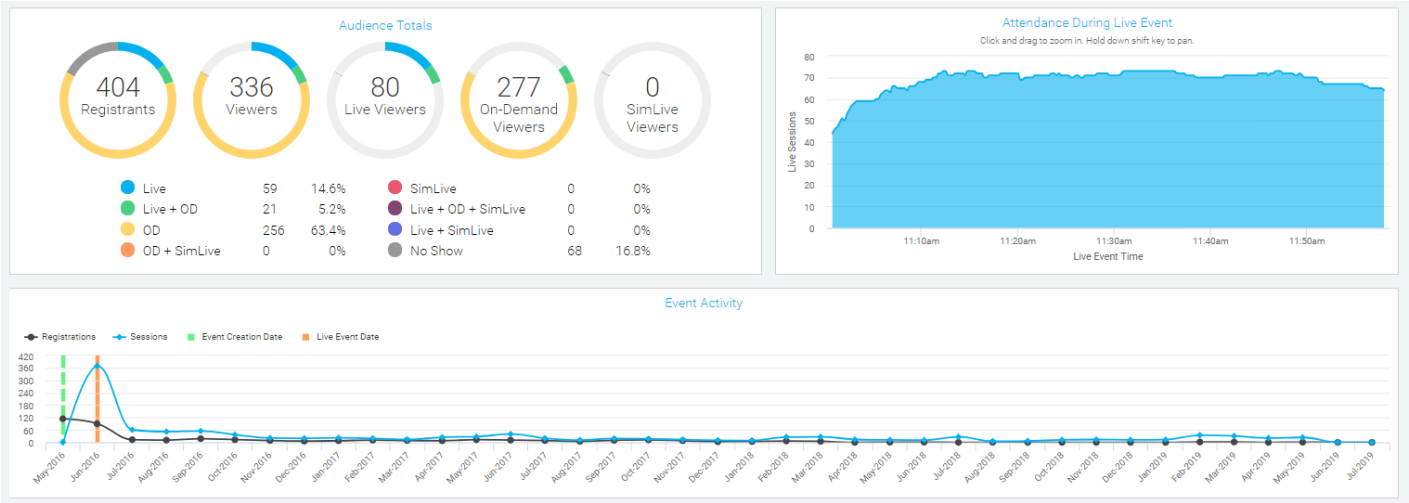 Audience Totals
404
Registrants
336
Viewers
80
Live Viewers
277
On-Demand
Viewers
0
SimLive
Viewers
Live 59 14.6%
Live + OD 21 5.2%
OD 256 63.4%
OD + SimLive 0 0%
SimLive 0 0%
Live + OD + SimLive 0 0%
Live + SimLive 0 0%
No Show 68 16.8%
Attendance During Live Event
Click and drag to zoom in. Hold down shift key to pan.
Live Sessions
80
70
60
50
40
30
20
10
0
11:10am 11:20am 11:30am 11:40am 11:50am
Live Event Time
Event Activity
Registrations Sessions Event Creation Date Live Event Date
420
360
300
240
180
120
60
0
May-2016 Jun-2016 Jul-2016 Aug-2016 Sep-2016 Oct-2016 Nov-2016 Dec-2016 Jan-2017 Feb-2017 Mar-2017 Apr-2017 May-2017 Jun-2017 Jul-2017 Aug-2017 Sep-2017 Oct-2017 Nov-2017 Dec-2017 Jan-2018 Feb-2018 Mar-2018 Apr-2018 May-2018 Jun-2018 Jul-2018 Aug-2018 Sep-2018 Oct-2018 Nov-2018 Dec-2018 Jan-2019 Feb-2019 Mar-2019 Apr-2019 May-2019 Jun-2019 Jul-2019